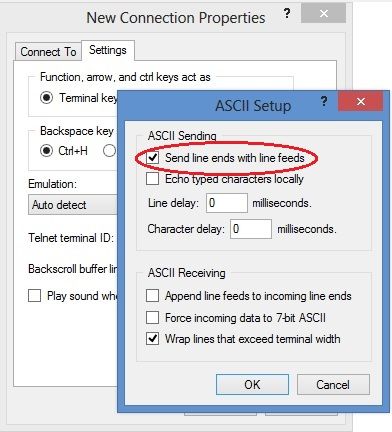 New Connection Properties ? X
Connect To Settings
Function, arrow, and ctrl keys act as
Terminal key
Backspace key
Ctrl+H
Emulation:
Auto detect
Telnet terminal ID:
Backscroll buffer lin
Play sound whe
ASCII Setup ? X
ASCII Sending
Send line ends with line feeds
Echo typed characters locally
Line delay: 0 milliseconds.
Character delay: 0 milliseconds.
ASCII Receiving
Append line feeds to incoming line ends
Force incoming data to 7-bit ASCII
Wrap lines that exceed terminal width
OK Cancel